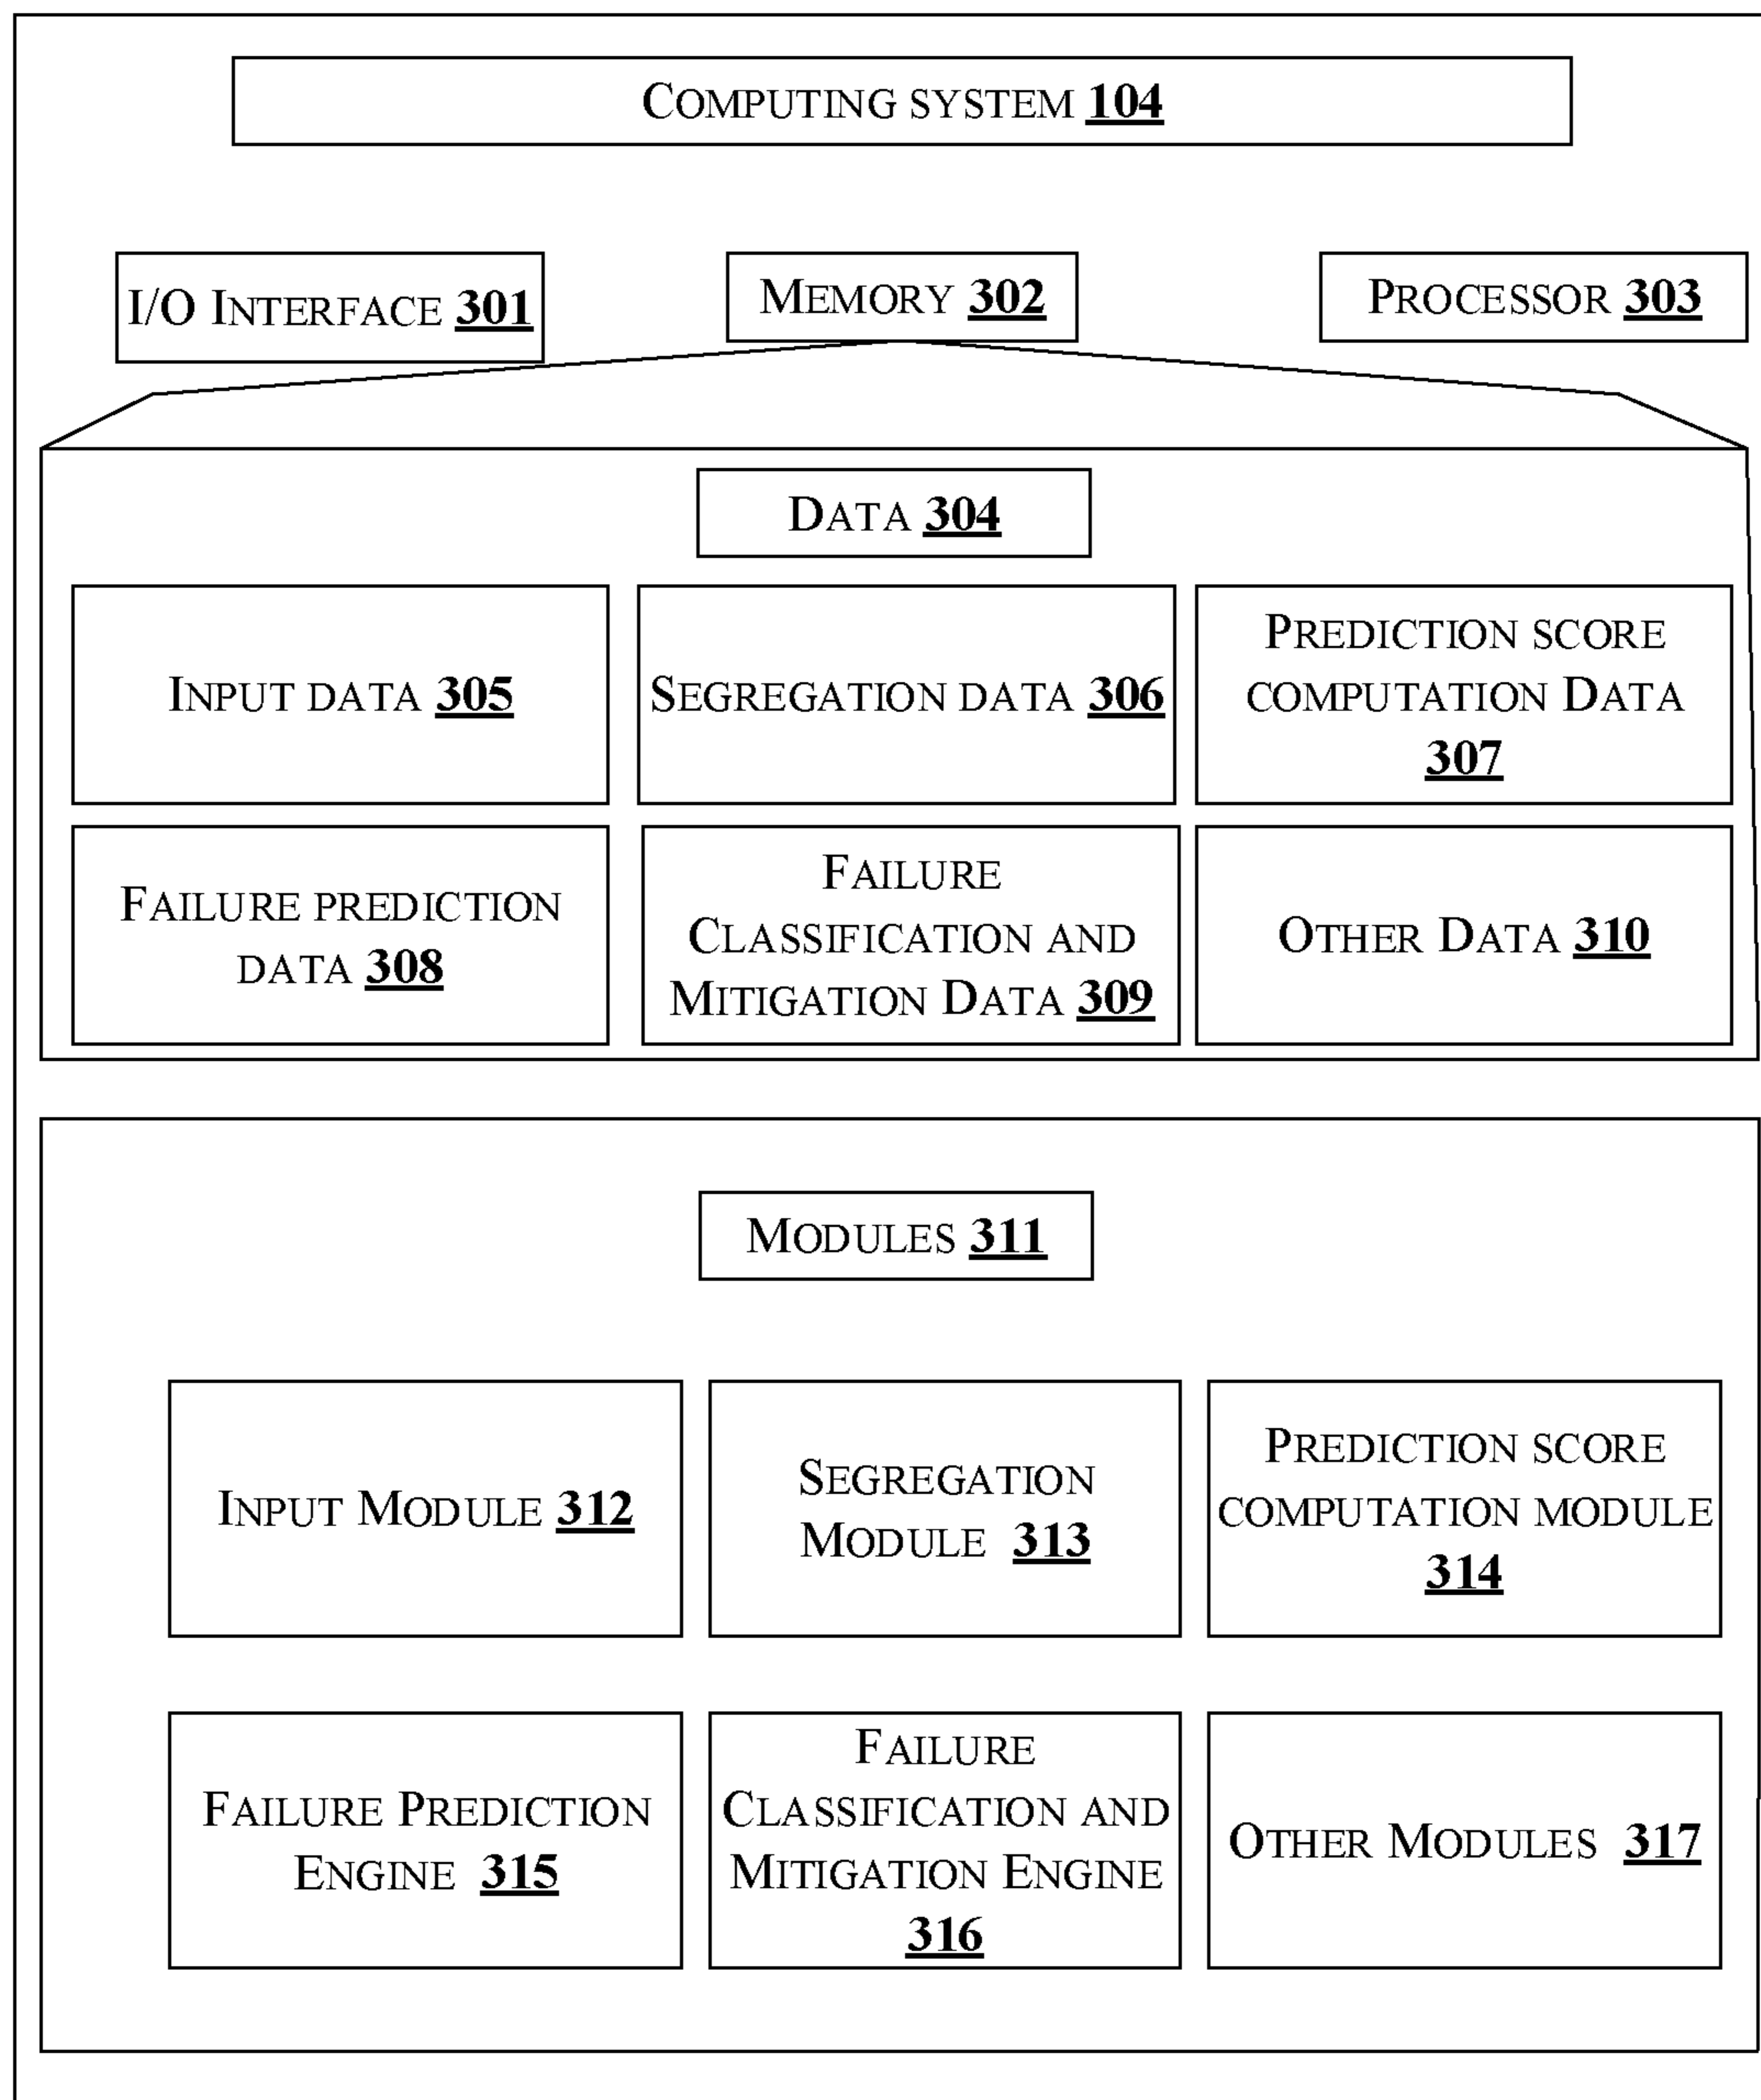 Computing system 104
I/O Interface 301
Memory 302
Processor 303
Data 304
Input data 305
Segregation data 306
Prediction score
computation Data
307
Failure prediction
data 308
Failure
Classification and
Mitigation Data 309
Other Data 310
Modules 311
Input Module 312
Segregation
Module 313
Prediction score
computation module
314
Failure Prediction
Engine 315
Failure
Classification and
Mitigation Engine
316
Other Modules 317